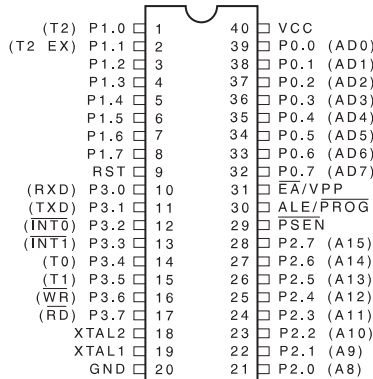 (T2) P1.0 1 40 VCC
(T2 EX) P1.1 2 39 P0.0 (AD0)
P1.2 3 38 P0.1 (AD1)
P1.3 4 37 P0.2 (AD2)
P1.4 5 36 P0.3 (AD3)
P1.5 6 35 P0.4 (AD4)
P1.6 7 34 P0.5 (AD5)
P1.7 8 33 P0.6 (AD6)
RST 9 32 P0.7 (AD7)
(RXD) P3.0 10 31 E̅A̅/VPP
(TXD) P3.1 11 30 ALE/P̅R̅O̅G̅
(I̅N̅T̅0̅) P3.2 12 29 P̅S̅E̅N̅
(I̅N̅T̅1̅) P3.3 13 28 P2.7 (A15)
(T0) P3.4 14 27 P2.6 (A14)
(T1) P3.5 15 26 P2.5 (A13)
(W̅R̅) P3.6 16 25 P2.4 (A12)
(R̅D̅) P3.7 17 24 P2.3 (A11)
XTAL2 18 23 P2.2 (A10)
XTAL1 19 22 P2.1 (A9)
GND 20 21 P2.0 (A8)